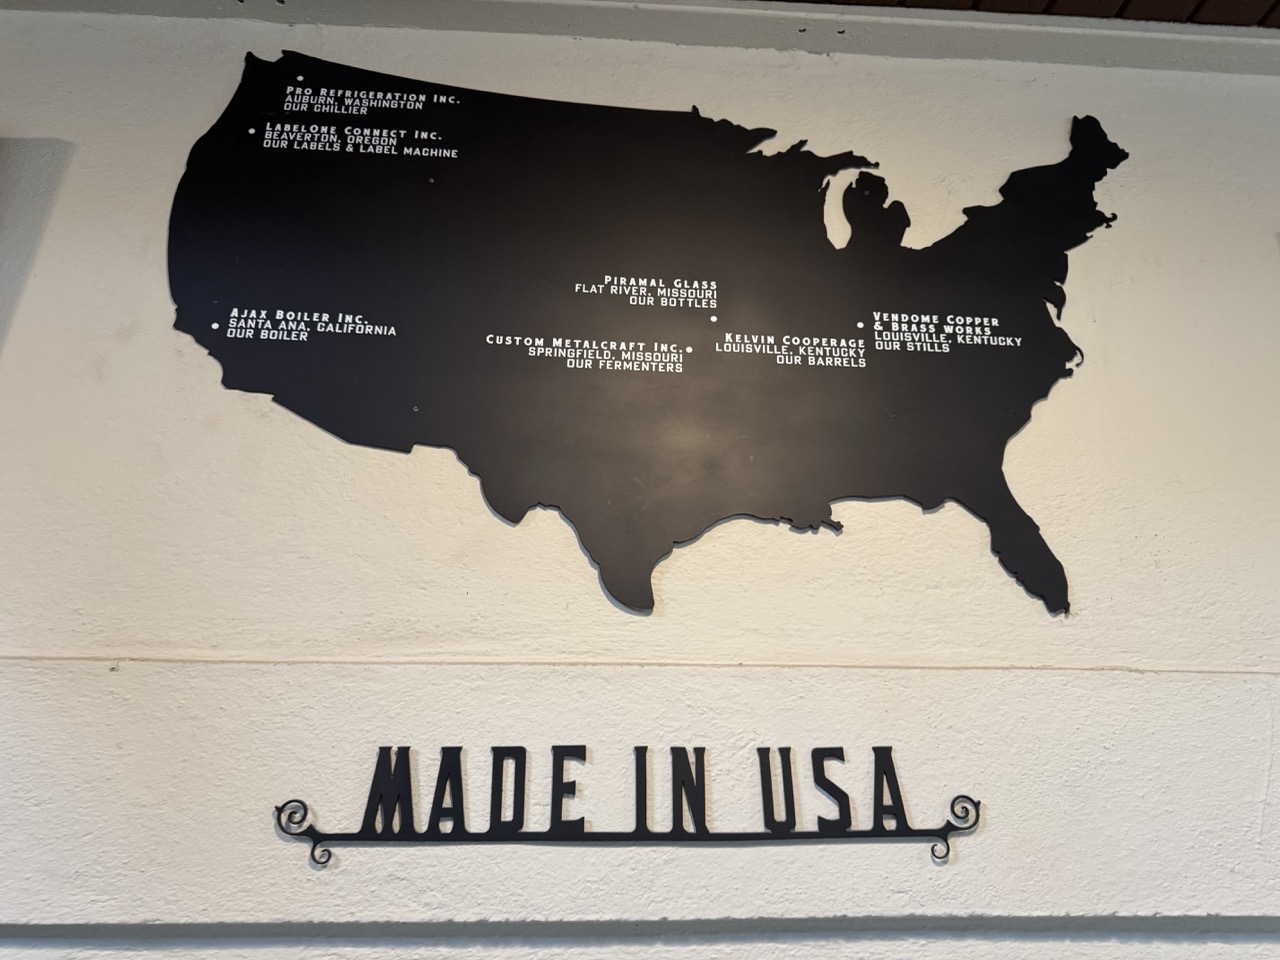 PRO REFRIGERATION INC.
AUBURN, WASHINGTON
OUR CHILLIER
LABELONE CONNECT INC.
BEAVERTON, OREGON
OUR LABELS & LABEL MACHINE
PIRAMAL GLASS
FLAT RIVER, MISSOURI
OUR BOTTLES
AJAX BOILER INC.
SANTA ANA, CALIFORNIA
OUR BOILER
CUSTOM METALCRAFT INC.
SPRINGFIELD, MISSOURI
OUR FERMENTERS
KELVIN COOPERAGE
LOUISVILLE, KENTUCKY
OUR BARRELS
VENDOME COPPER
& BRASS WORKS
LOUISVILLE, KENTUCKY
OUR STILLS
MADE IN USA